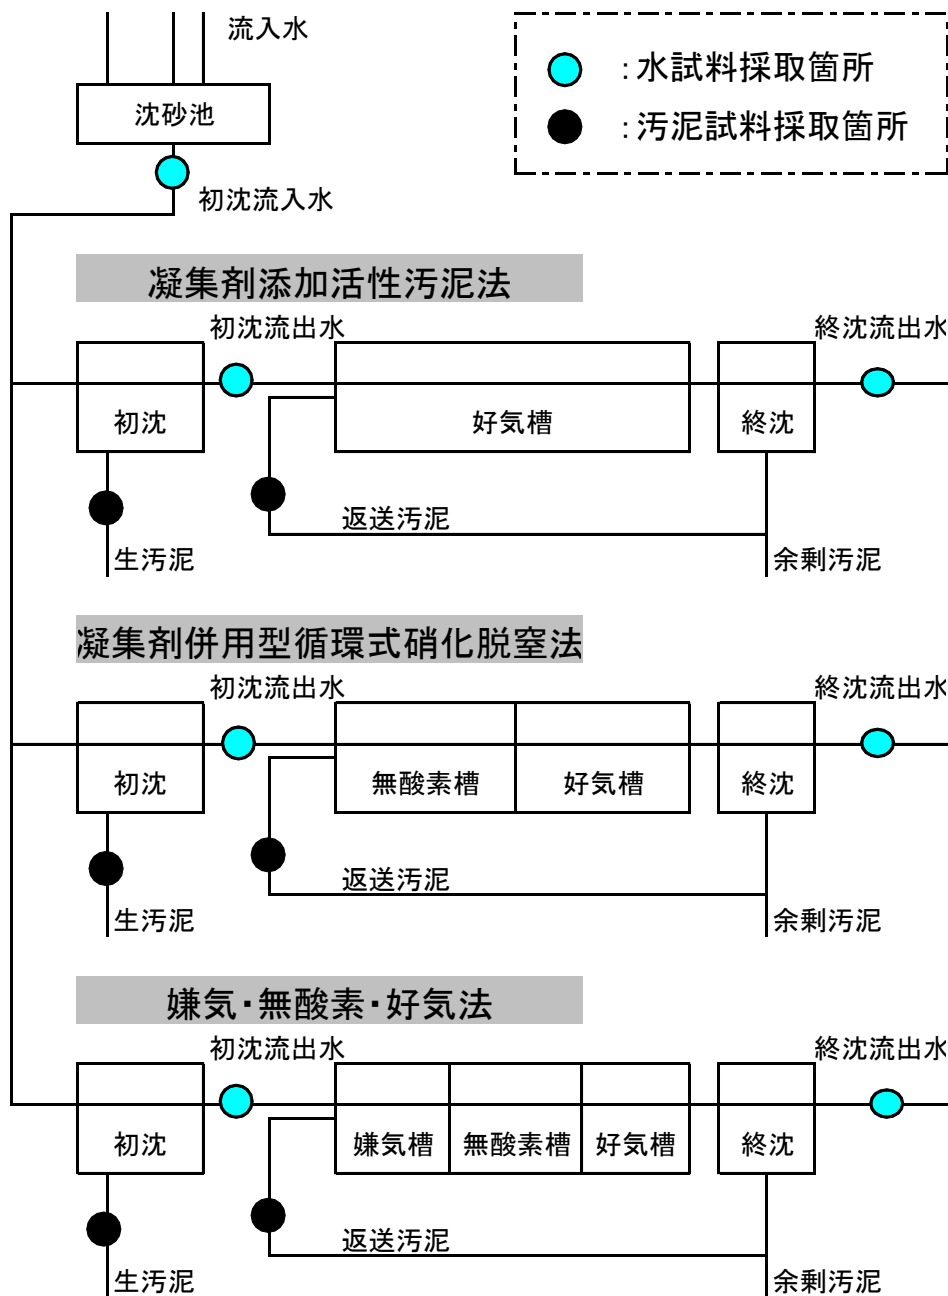 流入水
：水試料採取箇所
：汚泥試料採取箇所
沈砂池
初沈流入水
凝集剤添加活性汚泥法
初沈流出水
終沈流出水
初沈
好気槽
終沈
返送汚泥
生汚泥
余剰汚泥
凝集剤併用型循環式硝化脱窒法
初沈流出水
終沈流出水
初沈
無酸素槽
好気槽
終沈
返送汚泥
生汚泥
余剰汚泥
嫌気・無酸素・好気法
初沈流出水
終沈流出水
初沈
嫌気槽
無酸素槽
好気槽
終沈
返送汚泥
生汚泥
余剰汚泥